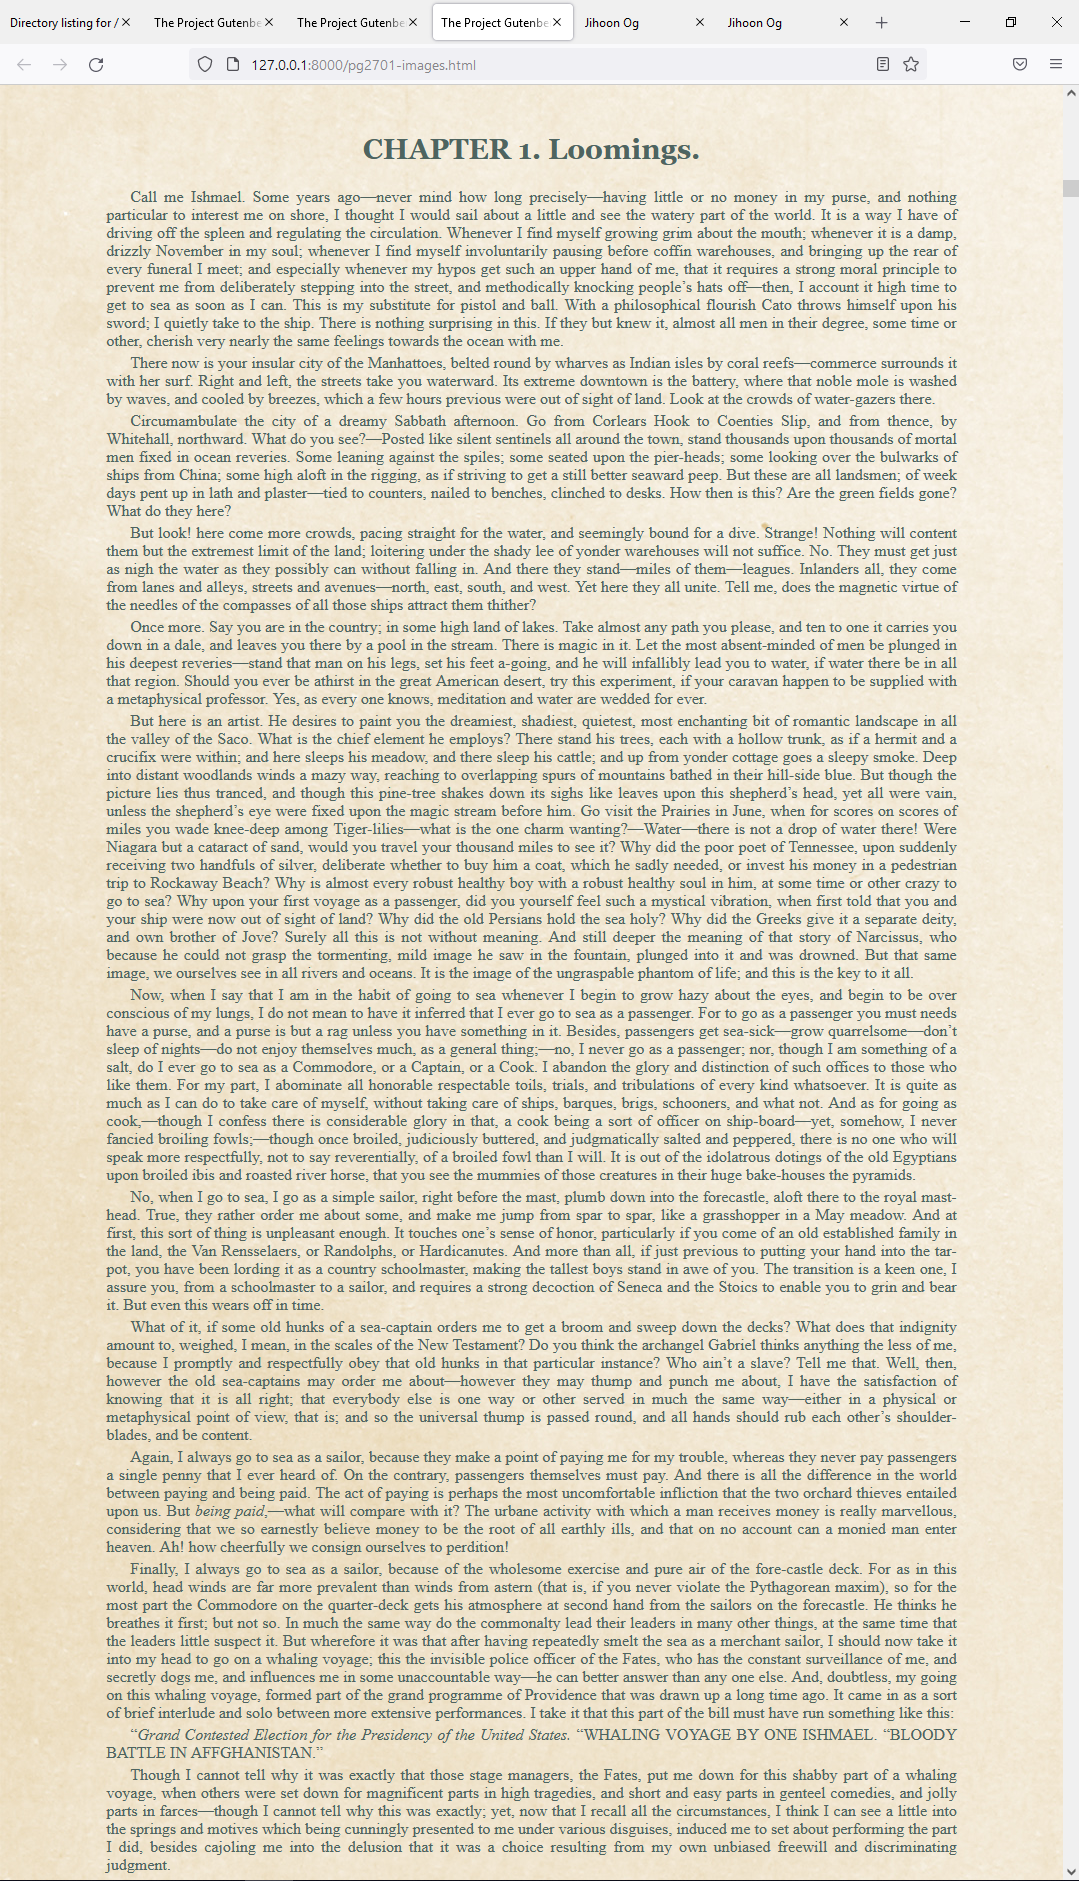 Directory listing for /
The Project Gutenbe
The Project Gutenbe
The Project Gutenbe
Jihoon Og
Jihoon Og
127.0.0.1:8000/pg2701-images.html
CHAPTER 1. Loomings.
Call me Ishmael. Some years ago—never mind how long precisely—having little or no money in my purse, and nothing
particular to interest me on shore, I thought I would sail about a little and see the watery part of the world. It is a way I have of
driving off the spleen and regulating the circulation. Whenever I find myself growing grim about the mouth; whenever it is a damp,
drizzly November in my soul; whenever I find myself involuntarily pausing before coffin warehouses, and bringing up the rear of
every funeral I meet; and especially whenever my hypos get such an upper hand of me, that it requires a strong moral principle to
prevent me from deliberately stepping into the street, and methodically knocking people’s hats off—then, I account it high time to
get to sea as soon as I can. This is my substitute for pistol and ball. With a philosophical flourish Cato throws himself upon his
sword; I quietly take to the ship. There is nothing surprising in this. If they but knew it, almost all men in their degree, some time or
other, cherish very nearly the same feelings towards the ocean with me.
There now is your insular city of the Manhattoes, belted round by wharves as Indian isles by coral reefs—commerce surrounds it
with her surf. Right and left, the streets take you waterward. Its extreme downtown is the battery, where that noble mole is washed
by waves, and cooled by breezes, which a few hours previous were out of sight of land. Look at the crowds of water-gazers there.
Circumambulate the city of a dreamy Sabbath afternoon. Go from Corlears Hook to Coenties Slip, and from thence, by
Whitehall, northward. What do you see?—Posted like silent sentinels all around the town, stand thousands upon thousands of mortal
men fixed in ocean reveries. Some leaning against the spiles; some seated upon the pier-heads; some looking over the bulwarks of
ships from China; some high aloft in the rigging, as if striving to get a still better seaward peep. But these are all landsmen; of week
days pent up in lath and plaster—tied to counters, nailed to benches, clinched to desks. How then is this? Are the green fields gone?
What do they here?
But look! here come more crowds, pacing straight for the water, and seemingly bound for a dive. Strange! Nothing will content
them but the extremest limit of the land; loitering under the shady lee of yonder warehouses will not suffice. No. They must get just
as nigh the water as they possibly can without falling in. And there they stand—miles of them—leagues. Inlanders all, they come
from lanes and alleys, streets and avenues—north, east, south, and west. Yet here they all unite. Tell me, does the magnetic virtue of
the needles of the compasses of all those ships attract them thither?
Once more. Say you are in the country; in some high land of lakes. Take almost any path you please, and ten to one it carries you
down in a dale, and leaves you there by a pool in the stream. There is magic in it. Let the most absent-minded of men be plunged in
his deepest reveries—stand that man on his legs, set his feet a-going, and he will infallibly lead you to water, if water there be in all
that region. Should you ever be athirst in the great American desert, try this experiment, if your caravan happen to be supplied with
a metaphysical professor. Yes, as every one knows, meditation and water are wedded for ever.
But here is an artist. He desires to paint you the dreamiest, shadiest, quietest, most enchanting bit of romantic landscape in all
the valley of the Saco. What is the chief element he employs? There stand his trees, each with a hollow trunk, as if a hermit and a
crucifix were within; and here sleeps his meadow, and there sleep his cattle; and up from yonder cottage goes a sleepy smoke. Deep
into distant woodlands winds a mazy way, reaching to overlapping spurs of mountains bathed in their hill-side blue. But though the
picture lies thus tranced, and though this pine-tree shakes down its sighs like leaves upon this shepherd’s head, yet all were vain,
unless the shepherd’s eye were fixed upon the magic stream before him. Go visit the Prairies in June, when for scores on scores of
miles you wade knee-deep among Tiger-lilies—what is the one charm wanting?—Water—there is not a drop of water there! Were
Niagara but a cataract of sand, would you travel your thousand miles to see it? Why did the poor poet of Tennessee, upon suddenly
receiving two handfuls of silver, deliberate whether to buy him a coat, which he sadly needed, or invest his money in a pedestrian
trip to Rockaway Beach? Why is almost every robust healthy boy with a robust healthy soul in him, at some time or other crazy to
go to sea? Why upon your first voyage as a passenger, did you yourself feel such a mystical vibration, when first told that you and
your ship were now out of sight of land? Why did the old Persians hold the sea holy? Why did the Greeks give it a separate deity,
and own brother of Jove? Surely all this is not without meaning. And still deeper the meaning of that story of Narcissus, who
because he could not grasp the tormenting, mild image he saw in the fountain, plunged into it and was drowned. But that same
image, we ourselves see in all rivers and oceans. It is the image of the ungraspable phantom of life; and this is the key to it all.
Now, when I say that I am in the habit of going to sea whenever I begin to grow hazy about the eyes, and begin to be over
conscious of my lungs, I do not mean to have it inferred that I ever go to sea as a passenger. For to go as a passenger you must needs
have a purse, and a purse is but a rag unless you have something in it. Besides, passengers get sea-sick—grow quarrelsome—don’t
sleep of nights—do not enjoy themselves much, as a general thing;—no, I never go as a passenger; nor, though I am something of a
salt, do I ever go to sea as a Commodore, or a Captain, or a Cook. I abandon the glory and distinction of such offices to those who
like them. For my part, I abominate all honorable respectable toils, trials, and tribulations of every kind whatsoever. It is quite as
much as I can do to take care of myself, without taking care of ships, barques, brigs, schooners, and what not. And as for going as
cook,—though I confess there is considerable glory in that, a cook being a sort of officer on ship-board—yet, somehow, I never
fancied broiling fowls;—though once broiled, judiciously buttered, and judgmatically salted and peppered, there is no one who will
speak more respectfully, not to say reverentially, of a broiled fowl than I will. It is out of the idolatrous dotings of the old Egyptians
upon broiled ibis and roasted river horse, that you see the mummies of those creatures in their huge bake-houses the pyramids.
No, when I go to sea, I go as a simple sailor, right before the mast, plumb down into the forecastle, aloft there to the royal mast-
head. True, they rather order me about some, and make me jump from spar to spar, like a grasshopper in a May meadow. And at
first, this sort of thing is unpleasant enough. It touches one’s sense of honor, particularly if you come of an old established family in
the land, the Van Rensselaers, or Randolphs, or Hardicanutes. And more than all, if just previous to putting your hand into the tar-
pot, you have been lording it as a country schoolmaster, making the tallest boys stand in awe of you. The transition is a keen one, I
assure you, from a schoolmaster to a sailor, and requires a strong decoction of Seneca and the Stoics to enable you to grin and bear
it. But even this wears off in time.
What of it, if some old hunks of a sea-captain orders me to get a broom and sweep down the decks? What does that indignity
amount to, weighed, I mean, in the scales of the New Testament? Do you think the archangel Gabriel thinks anything the less of me,
because I promptly and respectfully obey that old hunks in that particular instance? Who ain’t a slave? Tell me that. Well, then,
however the old sea-captains may order me about—however they may thump and punch me about, I have the satisfaction of
knowing that it is all right; that everybody else is one way or other served in much the same way—either in a physical or
metaphysical point of view, that is; and so the universal thump is passed round, and all hands should rub each other’s shoulder-
blades, and be content.
Again, I always go to sea as a sailor, because they make a point of paying me for my trouble, whereas they never pay passengers
a single penny that I ever heard of. On the contrary, passengers themselves must pay. And there is all the difference in the world
between paying and being paid. The act of paying is perhaps the most uncomfortable infliction that the two orchard thieves entailed
upon us. But being paid,—what will compare with it? The urbane activity with which a man receives money is really marvellous,
considering that we so earnestly believe money to be the root of all earthly ills, and that on no account can a monied man enter
heaven. Ah! how cheerfully we consign ourselves to perdition!
Finally, I always go to sea as a sailor, because of the wholesome exercise and pure air of the fore-castle deck. For as in this
world, head winds are far more prevalent than winds from astern (that is, if you never violate the Pythagorean maxim), so for the
most part the Commodore on the quarter-deck gets his atmosphere at second hand from the sailors on the forecastle. He thinks he
breathes it first; but not so. In much the same way do the commonalty lead their leaders in many other things, at the same time that
the leaders little suspect it. But wherefore it was that after having repeatedly smelt the sea as a merchant sailor, I should now take it
into my head to go on a whaling voyage; this the invisible police officer of the Fates, who has the constant surveillance of me, and
secretly dogs me, and influences me in some unaccountable way—he can better answer than any one else. And, doubtless, my going
on this whaling voyage, formed part of the grand programme of Providence that was drawn up a long time ago. It came in as a sort
of brief interlude and solo between more extensive performances. I take it that this part of the bill must have run something like this:
“Grand Contested Election for the Presidency of the United States. “WHALING VOYAGE BY ONE ISHMAEL. “BLOODY
BATTLE IN AFFGHANISTAN.”
Though I cannot tell why it was exactly that those stage managers, the Fates, put me down for this shabby part of a whaling
voyage, when others were set down for magnificent parts in high tragedies, and short and easy parts in genteel comedies, and jolly
parts in farces—though I cannot tell why this was exactly; yet, now that I recall all the circumstances, I think I can see a little into
the springs and motives which being cunningly presented to me under various disguises, induced me to set about performing the part
I did, besides cajoling me into the delusion that it was a choice resulting from my own unbiased freewill and discriminating
judgment.